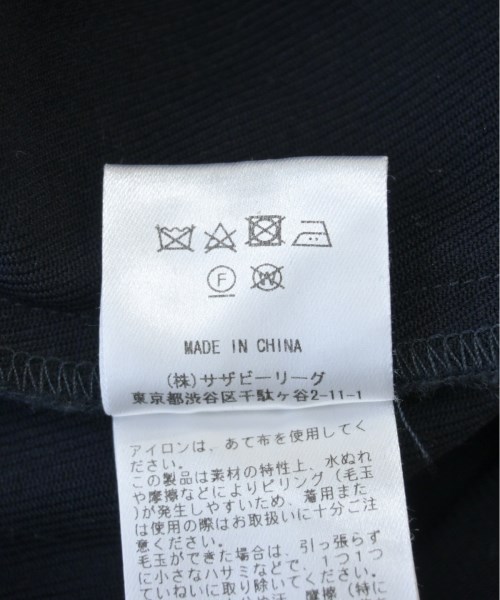 F W
MADE IN CHINA
(株)サザビーリーグ
東京都渋谷区千駄ヶ谷2-11-1
アイロンは、あて布を使用してく
ださい。
この製品は素材の特性上、水ぬれ
や摩擦などによりピリング(毛玉
)が発生しやすいため、着用また
は使用の際はお取扱いに十分ご注
意ください。
毛玉ができた場合は、引っ張らず
に小さなハサミなどで、1つ1つ
ていねいに取り除いてください。
摩擦(特に